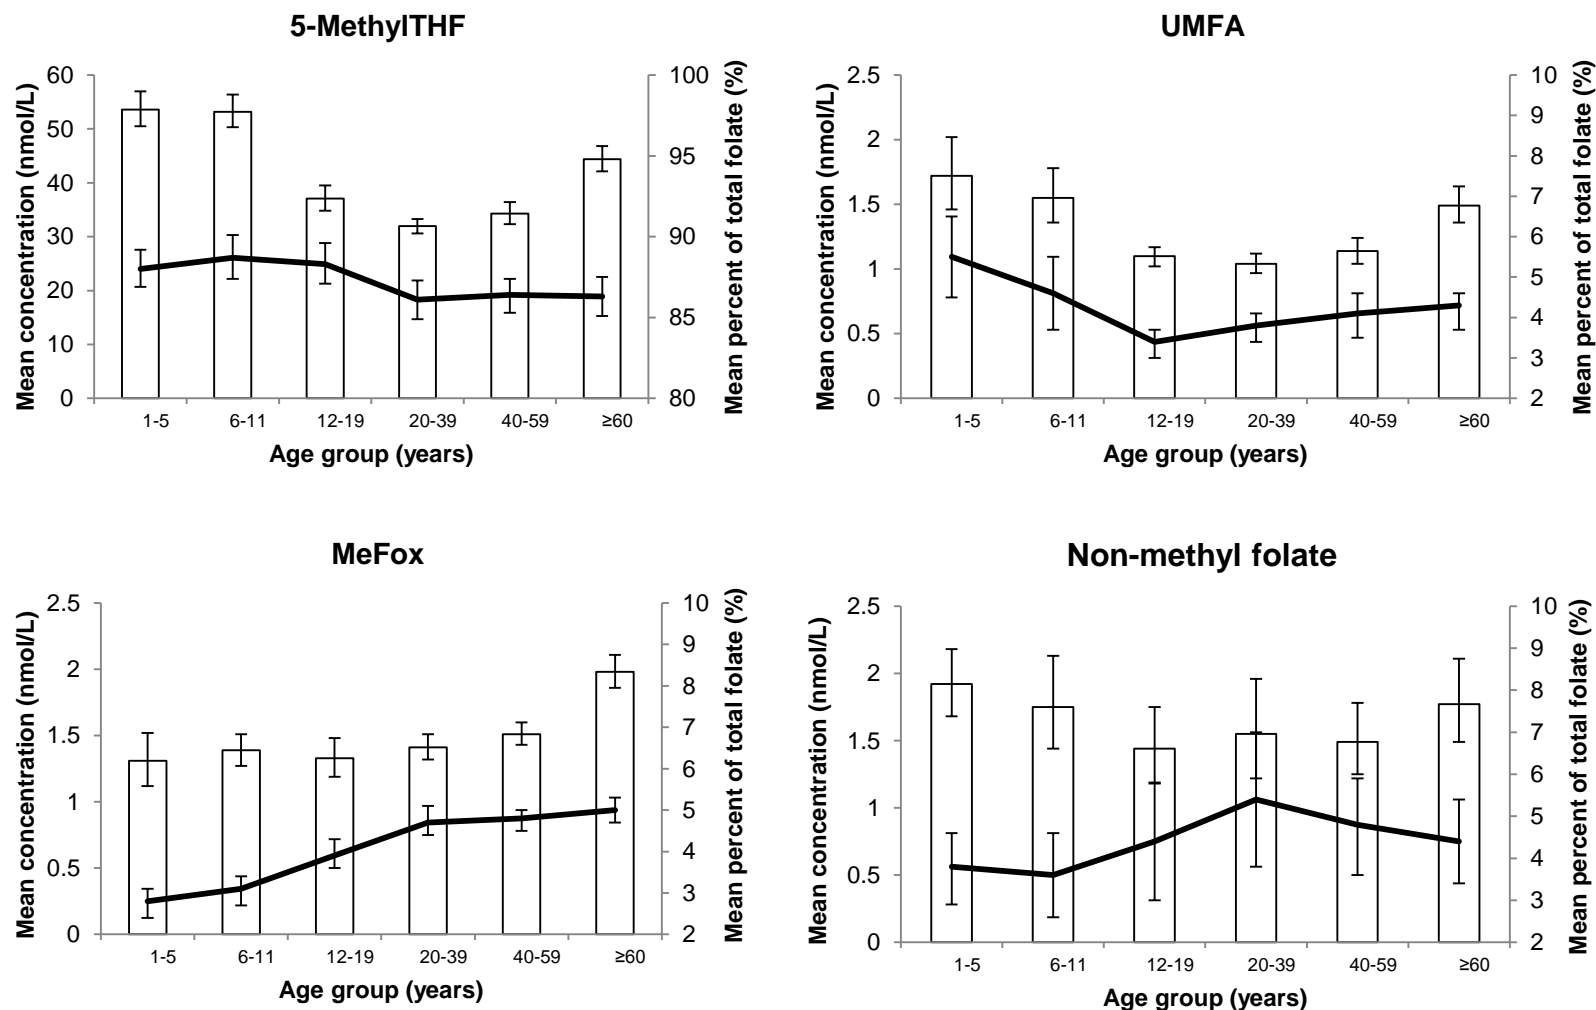 5-MethylTHF
Mean concentration (nmol/L)
60
50
40
30
20
10
0
100
95
90
85
80
Mean percent of total folate (%)
1-5 6-11 12-19 20-39 40-59 ≥60
Age group (years)
UMFA
Mean concentration (nmol/L)
2.5
2
1.5
1
0.5
0
10
9
8
7
6
5
4
3
2
Mean percent of total folate (%)
1-5 6-11 12-19 20-39 40-59 ≥60
Age group (years)
MeFox
Mean concentration (nmol/L)
2.5
2
1.5
1
0.5
0
10
9
8
7
6
5
4
3
2
Mean percent of total folate (%)
1-5 6-11 12-19 20-39 40-59 ≥60
Age group (years)
Non-methyl folate
Mean concentration (nmol/L)
2.5
2
1.5
1
0.5
0
10
9
8
7
6
5
4
3
2
Mean percent of total folate (%)
1-5 6-11 12-19 20-39 40-59 ≥60
Age group (years)